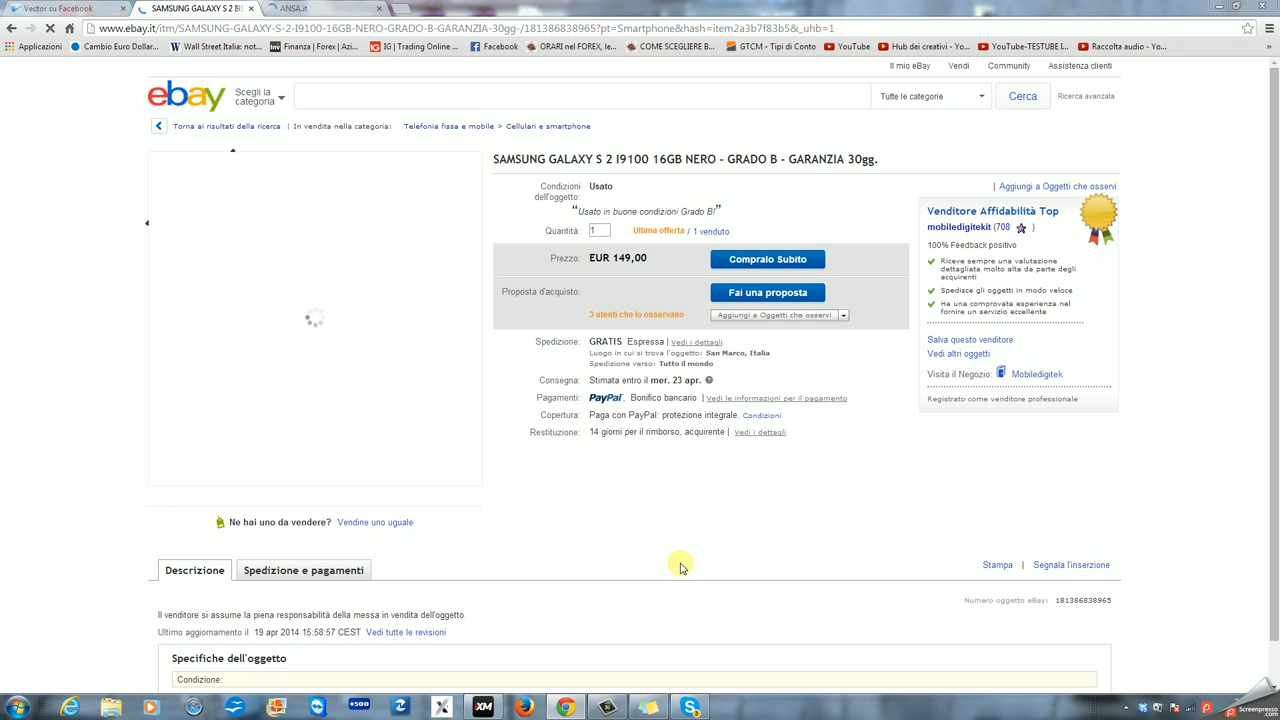 Vector su Facebook
SAMSUNG GALAXY S 2 I9
ANSA.it
www.ebay.it/itm/SAMSUNG-GALAXY-S-2-I9100-16GB-NERO-GRADO-B-GARANZIA-30gg-/181386838965?pt=Smartphone&hash=item2a3b7f83b5&_uhb=1
Applicazioni
Cambio Euro Dollar...
Wall Street Italia: not...
Finanza | Forex | Azi...
IG | Trading Online ...
Facebook
ORARI nel FOREX, le...
COME SCEGLIERE B...
GTCM - Tipi di Conto
YouTube
Hub dei creativi - Yo...
YouTube-TESTUBE I...
Raccolta audio - Yo...
Il mio eBay
Vendi
Community
Assistenza clienti
ebay
Scegli la
categoria
Tutte le categorie
Cerca
Ricerca avanzata
Torna ai risultati della ricerca | In vendita nella categoria: Telefonia fissa e mobile > Cellulari e smartphone
SAMSUNG GALAXY S 2 I9100 16GB NERO - GRADO B - GARANZIA 30gg.
Condizioni
dell'oggetto:
Usato
| Aggiungi a Oggetti che osservi
“Usato in buone condizioni Grado B!”
Quantità: 1 Ultima offerta / 1 venduto
Prezzo: EUR 149,00
Compralo Subito
Proposta d'acquisto:
Fai una proposta
3 utenti che lo osservano
Aggiungi a Oggetti che osservi
Spedizione: GRATIS Espressa | Vedi i dettagli
Luogo in cui si trova l'oggetto: San Marco, Italia
Spedizione verso: Tutto il mondo
Consegna: Stimata entro il mer. 23 apr.
Pagamenti: PayPal, Bonifico bancario | Vedi le informazioni per il pagamento
Copertura: Paga con PayPal: protezione integrale. Condizioni
Restituzione: 14 giorni per il rimborso, acquirente | Vedi i dettagli
Venditore Affidabilità Top
mobiledigitekit (708 )
100% Feedback positivo
Riceve sempre una valutazione
dettagliata molto alta da parte degli
acquirenti
Spedisce gli oggetti in modo veloce
Ha una comprovata esperienza nel
fornire un servizio eccellente
Salva questo venditore
Vedi altri oggetti
Visita il Negozio: Mobiledigitek
Registrato come venditore professionale
Ne hai uno da vendere? Vendine uno uguale
Descrizione
Spedizione e pagamenti
Stampa | Segnala l'inserzione
Numero oggetto eBay: 181386838965
Il venditore si assume la piena responsabilità della messa in vendita dell'oggetto.
Ultimo aggiornamento il 19 apr 2014 15:58:57 CEST Vedi tutte le revisioni
Specifiche dell'oggetto
Condizione:
+500
XM
Screenpresso
.com